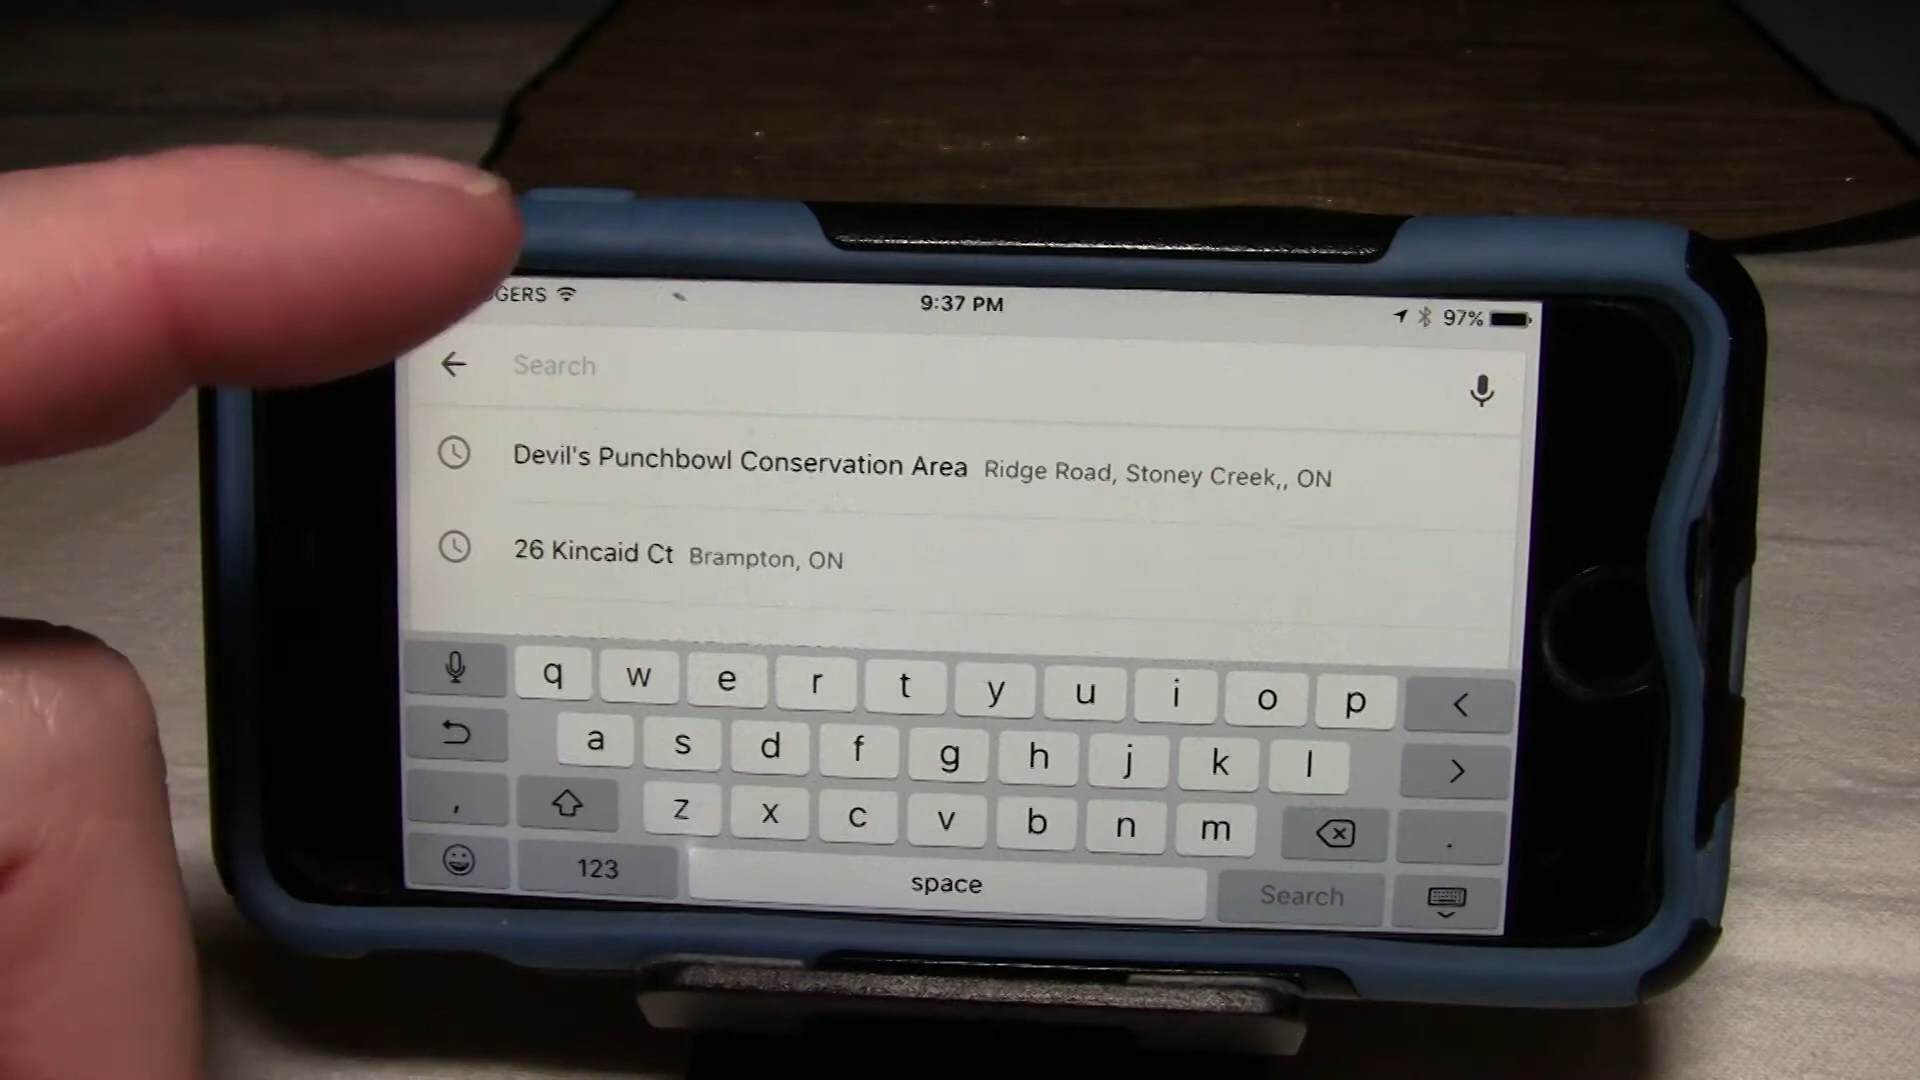 GERS 9:37 PM 97%
Search
Devil's Punchbowl Conservation Area Ridge Road, Stoney Creek,, ON
26 Kincaid Ct Brampton, ON
q w e r t y u i o p <
a s d f g h j k l >
, z x c v b n m .
123 space Search